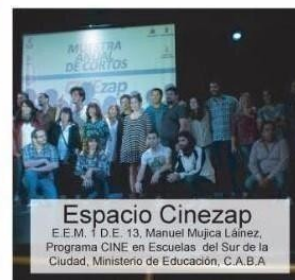 MUESTRA
ANUAL
DE CORTOS
CINEzap
Espacio Cinezap
E.E.M. 1 D.E. 13, Manuel Mujica Láinez,
Programa CINE en Escuelas del Sur de la
Ciudad, Ministerio de Educación, C.A.B.A